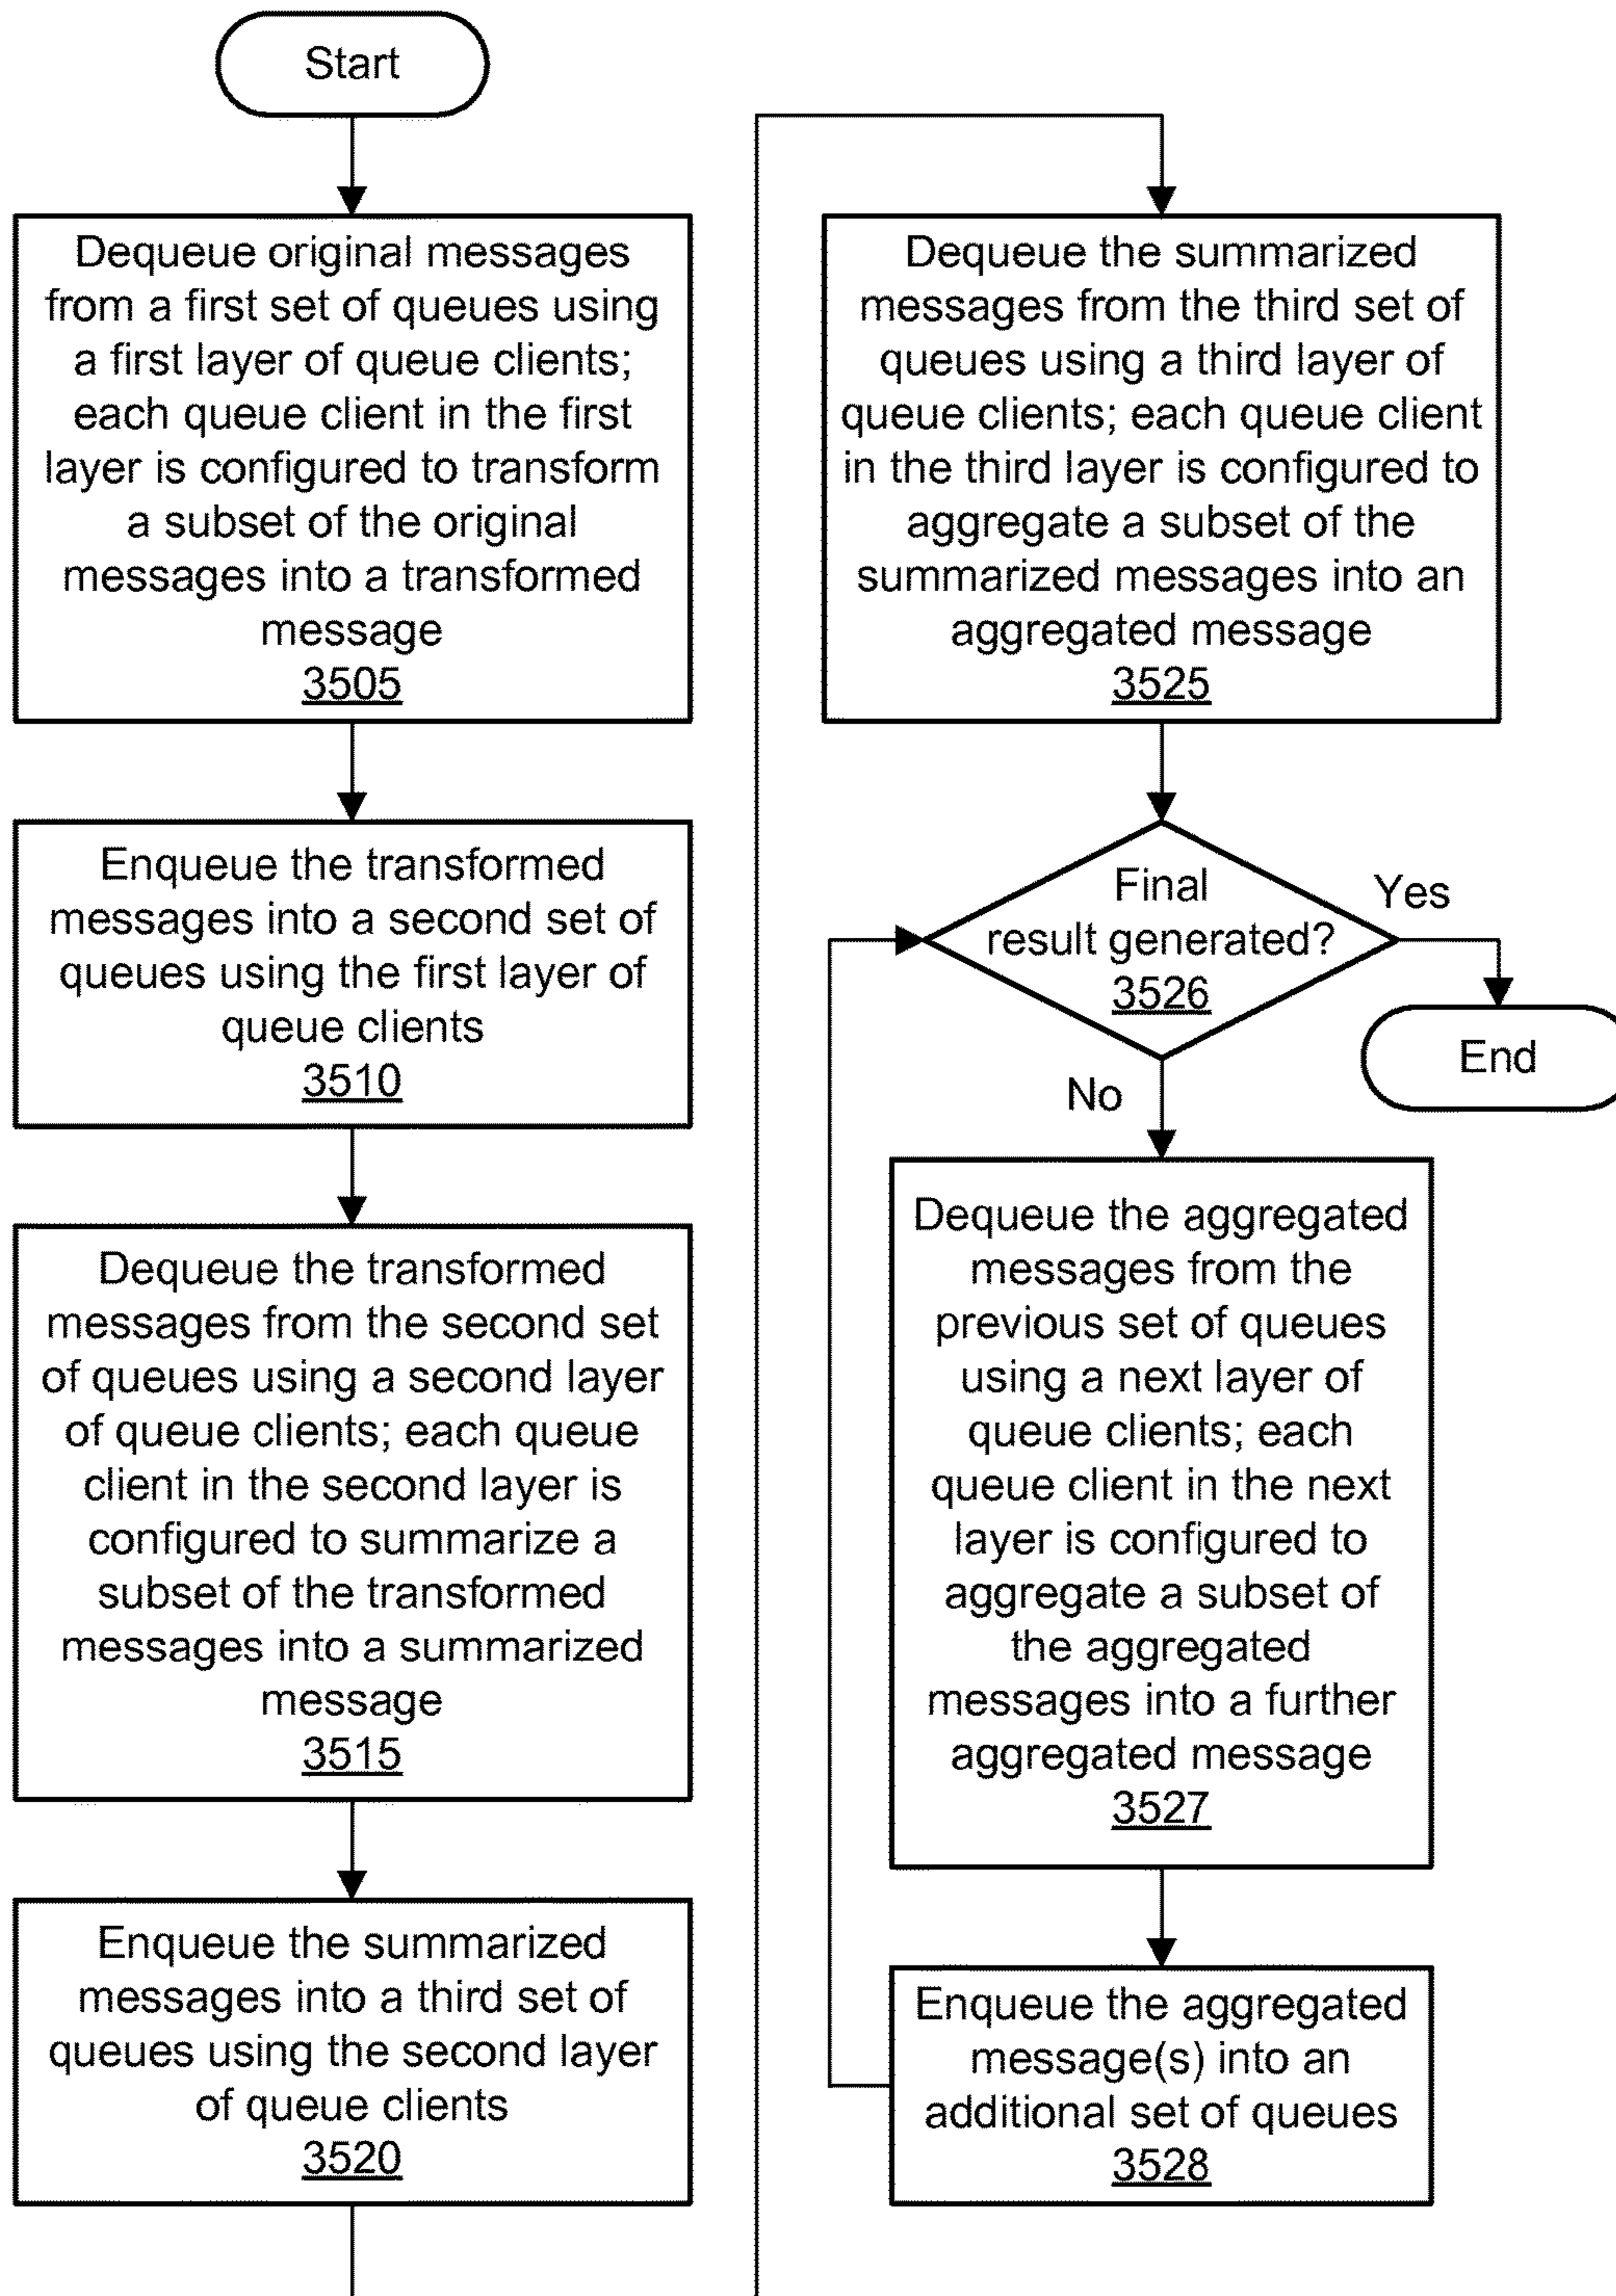 Start
Dequeue original messages
from a first set of queues using
a first layer of queue clients;
each queue client in the first
layer is configured to transform
a subset of the original
messages into a transformed
message
3505
Enqueue the transformed
messages into a second set of
queues using the first layer of
queue clients
3510
Dequeue the transformed
messages from the second set
of queues using a second layer
of queue clients; each queue
client in the second layer is
configured to summarize a
subset of the transformed
messages into a summarized
message
3515
Enqueue the summarized
messages into a third set of
queues using the second layer
of queue clients
3520
Dequeue the summarized
messages from the third set of
queues using a third layer of
queue clients; each queue client
in the third layer is configured to
aggregate a subset of the
summarized messages into an
aggregated message
3525
Final
result generated?
3526
Yes
End
No
Dequeue the aggregated
messages from the
previous set of queues
using a next layer of
queue clients; each
queue client in the next
layer is configured to
aggregate a subset of
the aggregated
messages into a further
aggregated message
3527
Enqueue the aggregated
message(s) into an
additional set of queues
3528